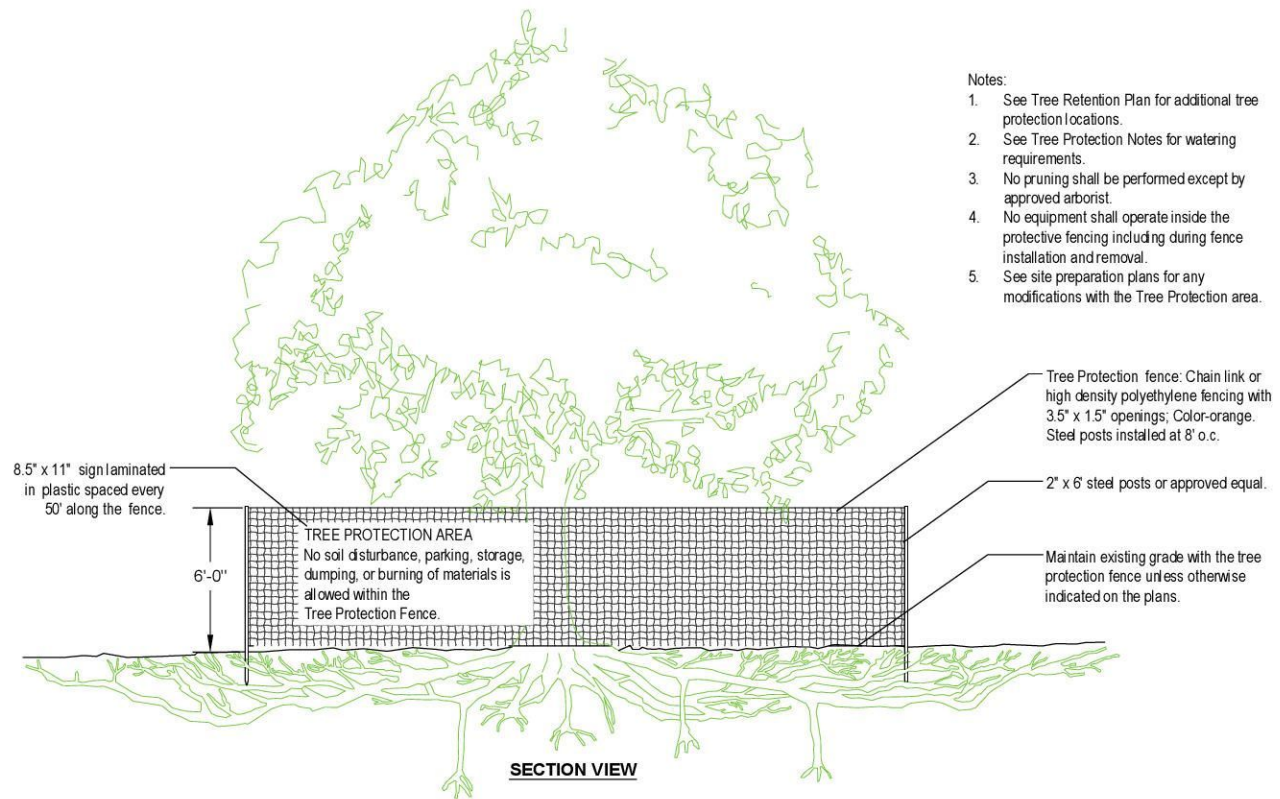 Notes:
1. See Tree Retention Plan for additional tree
protection locations.
2. See Tree Protection Notes for watering
requirements.
3. No pruning shall be performed except by
approved arborist.
4. No equipment shall operate inside the
protective fencing including during fence
installation and removal.
5. See site preparation plans for any
modifications with the Tree Protection area.
Tree Protection fence: Chain link or
high density polyethylene fencing with
3.5" x 1.5" openings; Color-orange.
Steel posts installed at 8' o.c.
2" x 6' steel posts or approved equal.
Maintain existing grade with the tree
protection fence unless otherwise
indicated on the plans.
8.5" x 11" sign laminated
in plastic spaced every
50' along the fence.
6'-0"
TREE PROTECTION AREA
No soil disturbance, parking, storage,
dumping, or burning of materials is
allowed within the
Tree Protection Fence.
SECTION VIEW